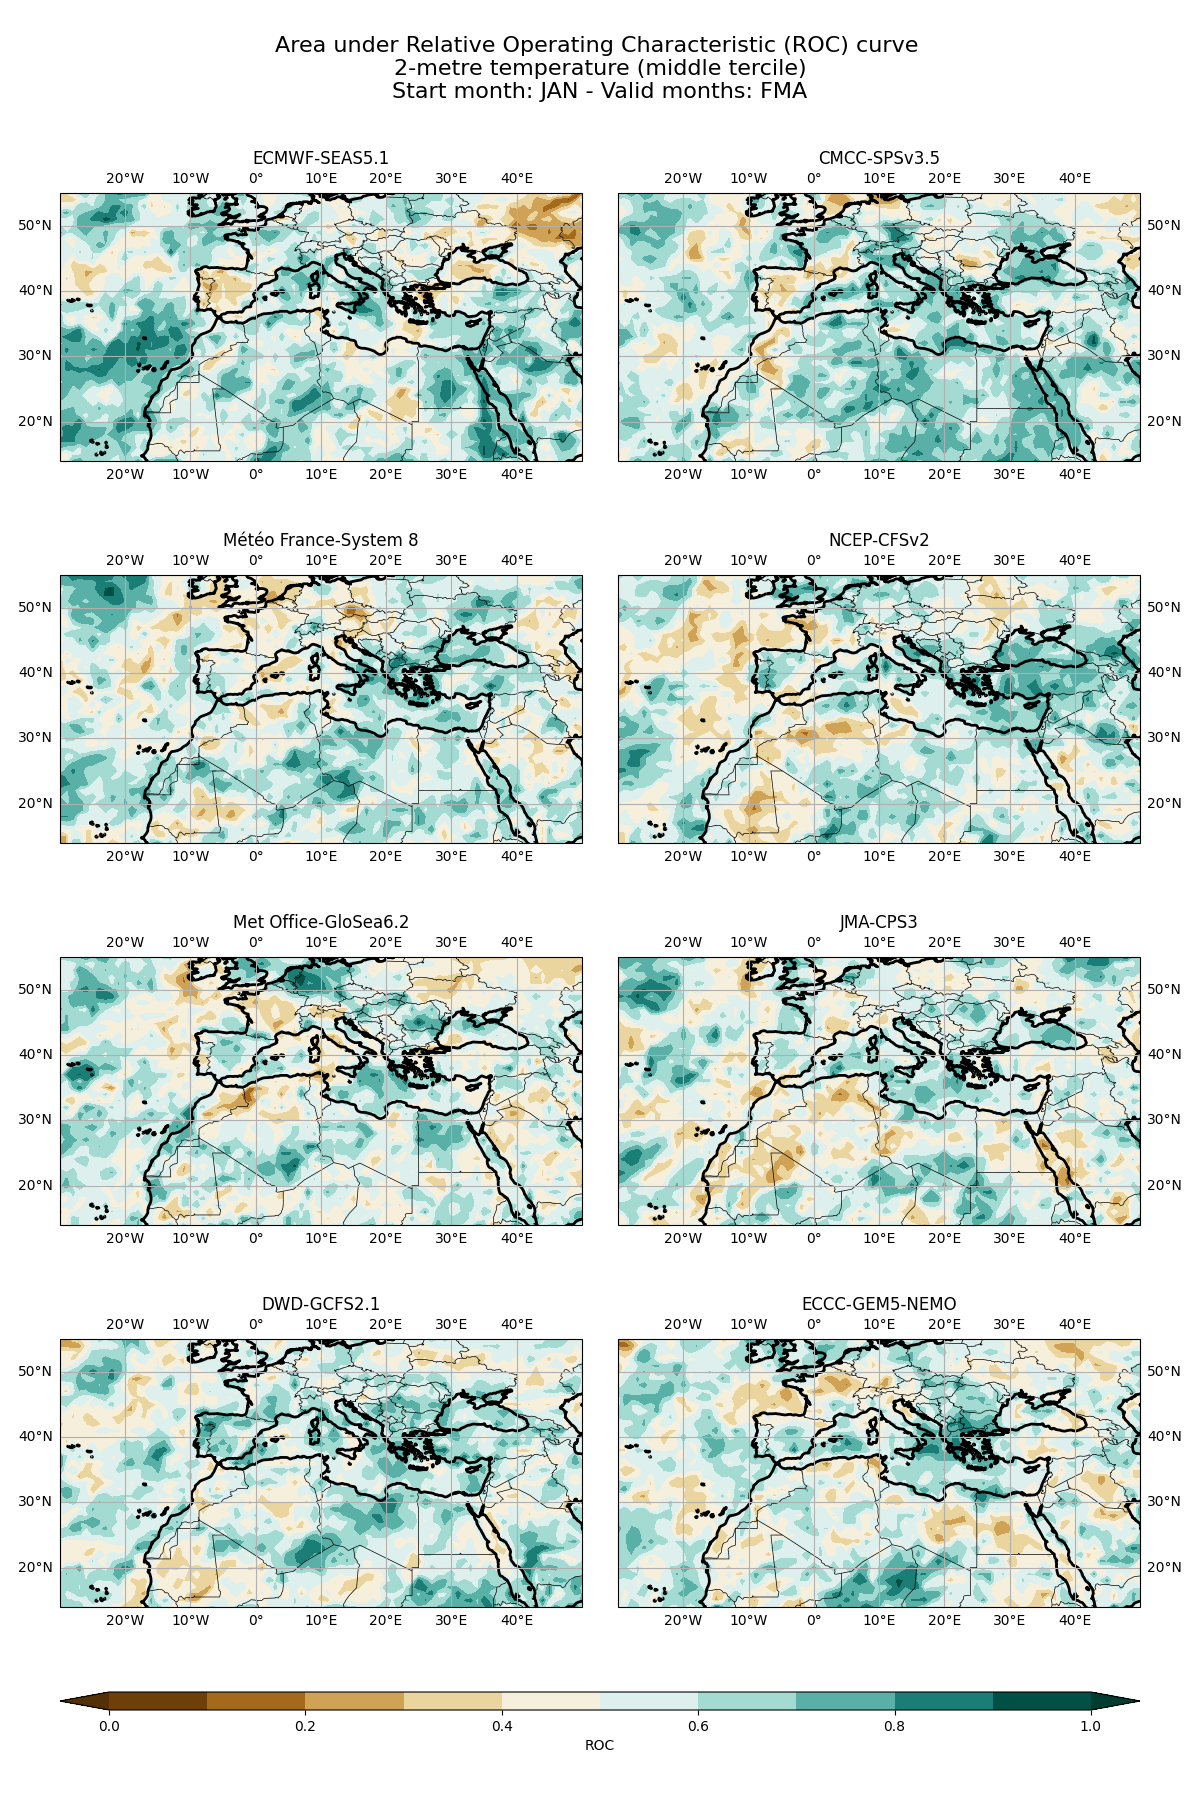 Area under Relative Operating Characteristic (ROC) curve
2-metre temperature (middle tercile)
Start month: JAN - Valid months: FMA
ECMWF-SEAS5.1
CMCC-SPSv3.5
20°W 10°W 0° 10°E 20°E 30°E 40°E
20°W 10°W 0° 10°E 20°E 30°E 40°E
50°N
50°N
40°N
40°N
30°N
30°N
20°N
20°N
20°W 10°W 0° 10°E 20°E 30°E 40°E
20°W 10°W 0° 10°E 20°E 30°E 40°E
Météo France-System 8
NCEP-CFSv2
20°W 10°W 0° 10°E 20°E 30°E 40°E
20°W 10°W 0° 10°E 20°E 30°E 40°E
50°N
50°N
40°N
40°N
30°N
30°N
20°N
20°N
20°W 10°W 0° 10°E 20°E 30°E 40°E
20°W 10°W 0° 10°E 20°E 30°E 40°E
Met Office-GloSea6.2
JMA-CPS3
20°W 10°W 0° 10°E 20°E 30°E 40°E
20°W 10°W 0° 10°E 20°E 30°E 40°E
50°N
50°N
40°N
40°N
30°N
30°N
20°N
20°N
20°W 10°W 0° 10°E 20°E 30°E 40°E
20°W 10°W 0° 10°E 20°E 30°E 40°E
DWD-GCFS2.1
ECCC-GEM5-NEMO
20°W 10°W 0° 10°E 20°E 30°E 40°E
20°W 10°W 0° 10°E 20°E 30°E 40°E
50°N
50°N
40°N
40°N
30°N
30°N
20°N
20°N
20°W 10°W 0° 10°E 20°E 30°E 40°E
20°W 10°W 0° 10°E 20°E 30°E 40°E
0.0 0.2 0.4 0.6 0.8 1.0
ROC